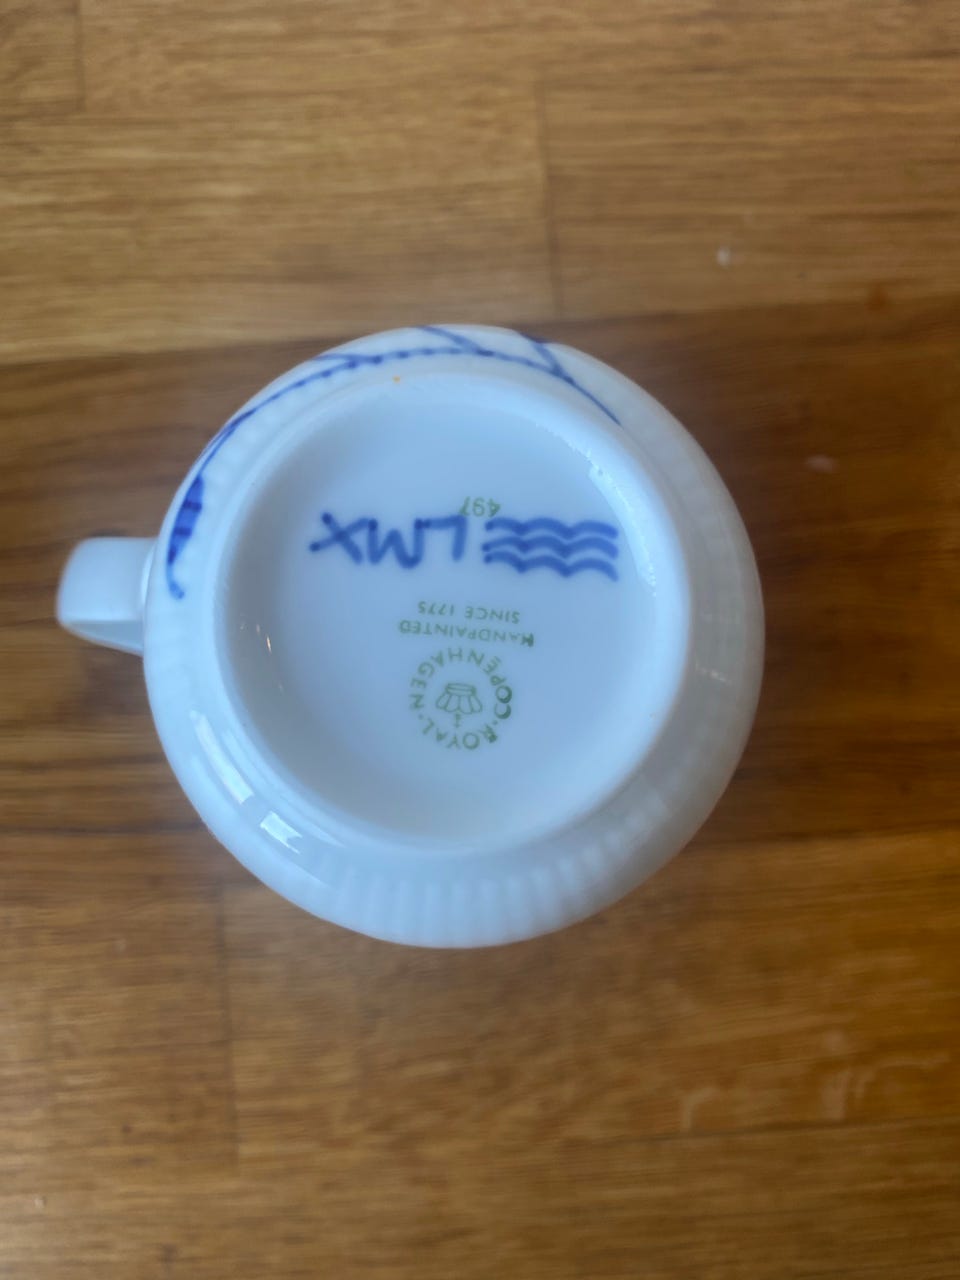 ROYAL · COPENHAGEN ·
HANDPAINTED
SINCE 1775
LMX
497